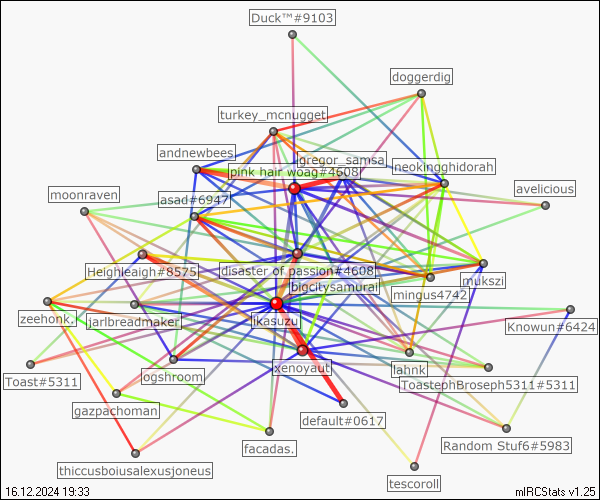 Duck™#9103
doggerdig
turkey_mcnugget
andnewbees
gregor_samsa
neokingghidorah
pink hair woag#4608
moonraven
asad#6947
avelicious
Heighleigh#8575
disaster of passion#4608
mukszi
bigcitysamurai
mingus4742
zeehonk.
jarlbreadmaker
ikasuzu
Knowun#6424
xenoyaut
lahnk
Toast#5311
ogshroom
ToastephBroseph5311#5311
gazpachoman
default#0617
facadas.
Random Stuf6#5983
thiccusboiusalexusjoneus
tescoroll
16.12.2024 19:33
mIRCStats v1.25